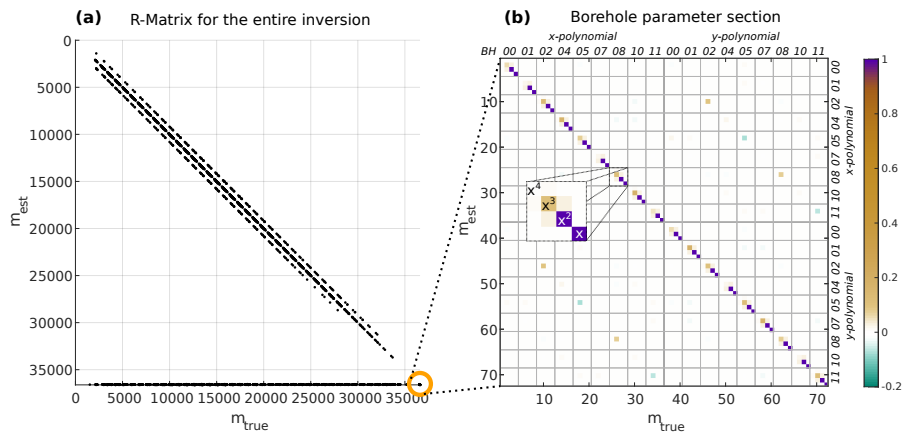 (a)
R-Matrix for the entire inversion
0
5000
10000
15000
20000
25000
30000
35000
m_est
0 5000 10000 15000 20000 25000 30000 35000
m_true
(b)
Borehole parameter section
x-polynomial y-polynomial
BH 00 01 02 04 05 07 08 10 11 00 01 02 04 05 07 08 10 11
10
20
30
40
50
60
70
m_est
x⁴
x³
x²
x
10 20 30 40 50 60 70
m_true
00 01 02 04 05 07 08 10 11 00 01 02 04 05 07 08 10 11
x-polynomial
y-polynomial
1
0.8
0.6
0.4
0.2
0
-0.2